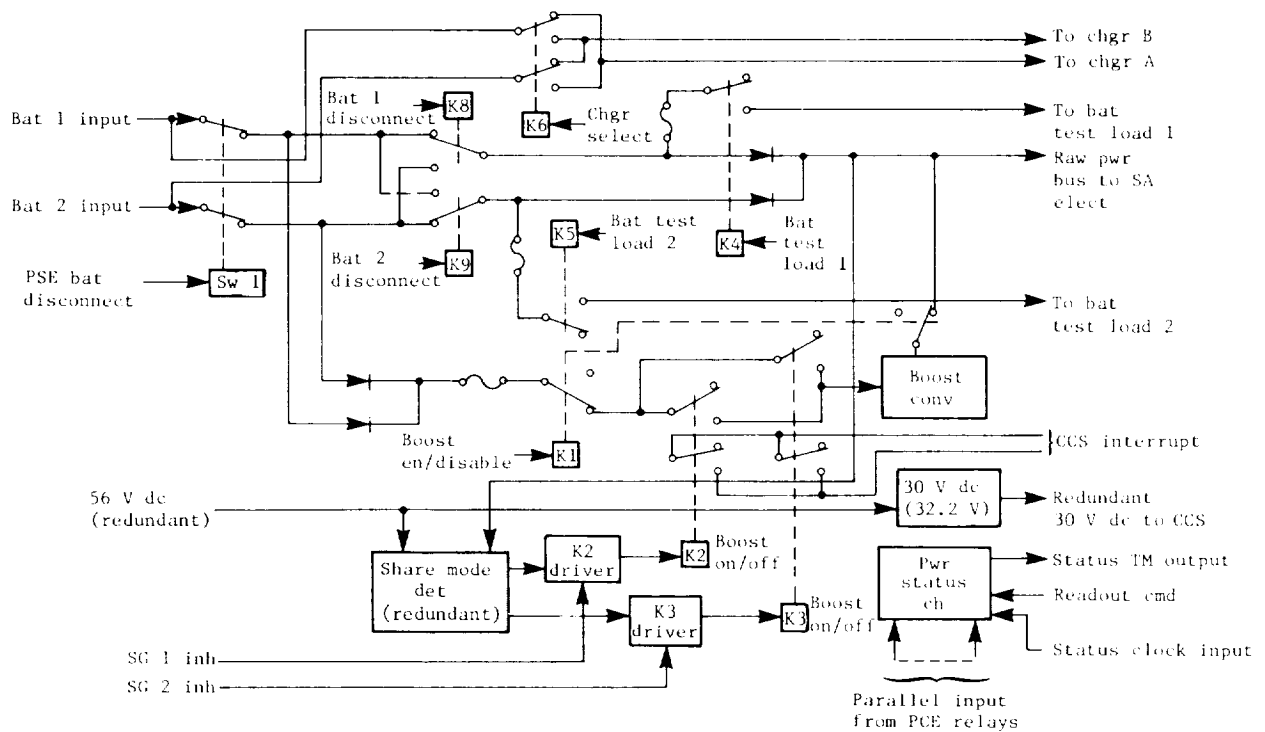 To chgr B
To chgr A
Bat 1
disconnect
K8
K6
Chgr
select
Bat 1 input
To bat
test load 1
Raw pwr
bus to SA
elect
Bat 2 input
K5
Bat test
load 2
K4
Bat
test
load 1
Bat 2
disconnect
K9
PSE bat
disconnect
Sw 1
To bat
test load 2
Boost
conv
Boost
en/disable
K1
CCS interrupt
56 V dc
(redundant)
30 V dc
(32.2 V)
Redundant
30 V dc to CCS
Share mode
det
(redundant)
K2
driver
K2
Boost
on/off
K3
driver
K3
Boost
on/off
Pwr
status
ch
Status TM output
Readout cmd
Status clock input
SG 1 inh
SG 2 inh
Parallel input
from PCE relays